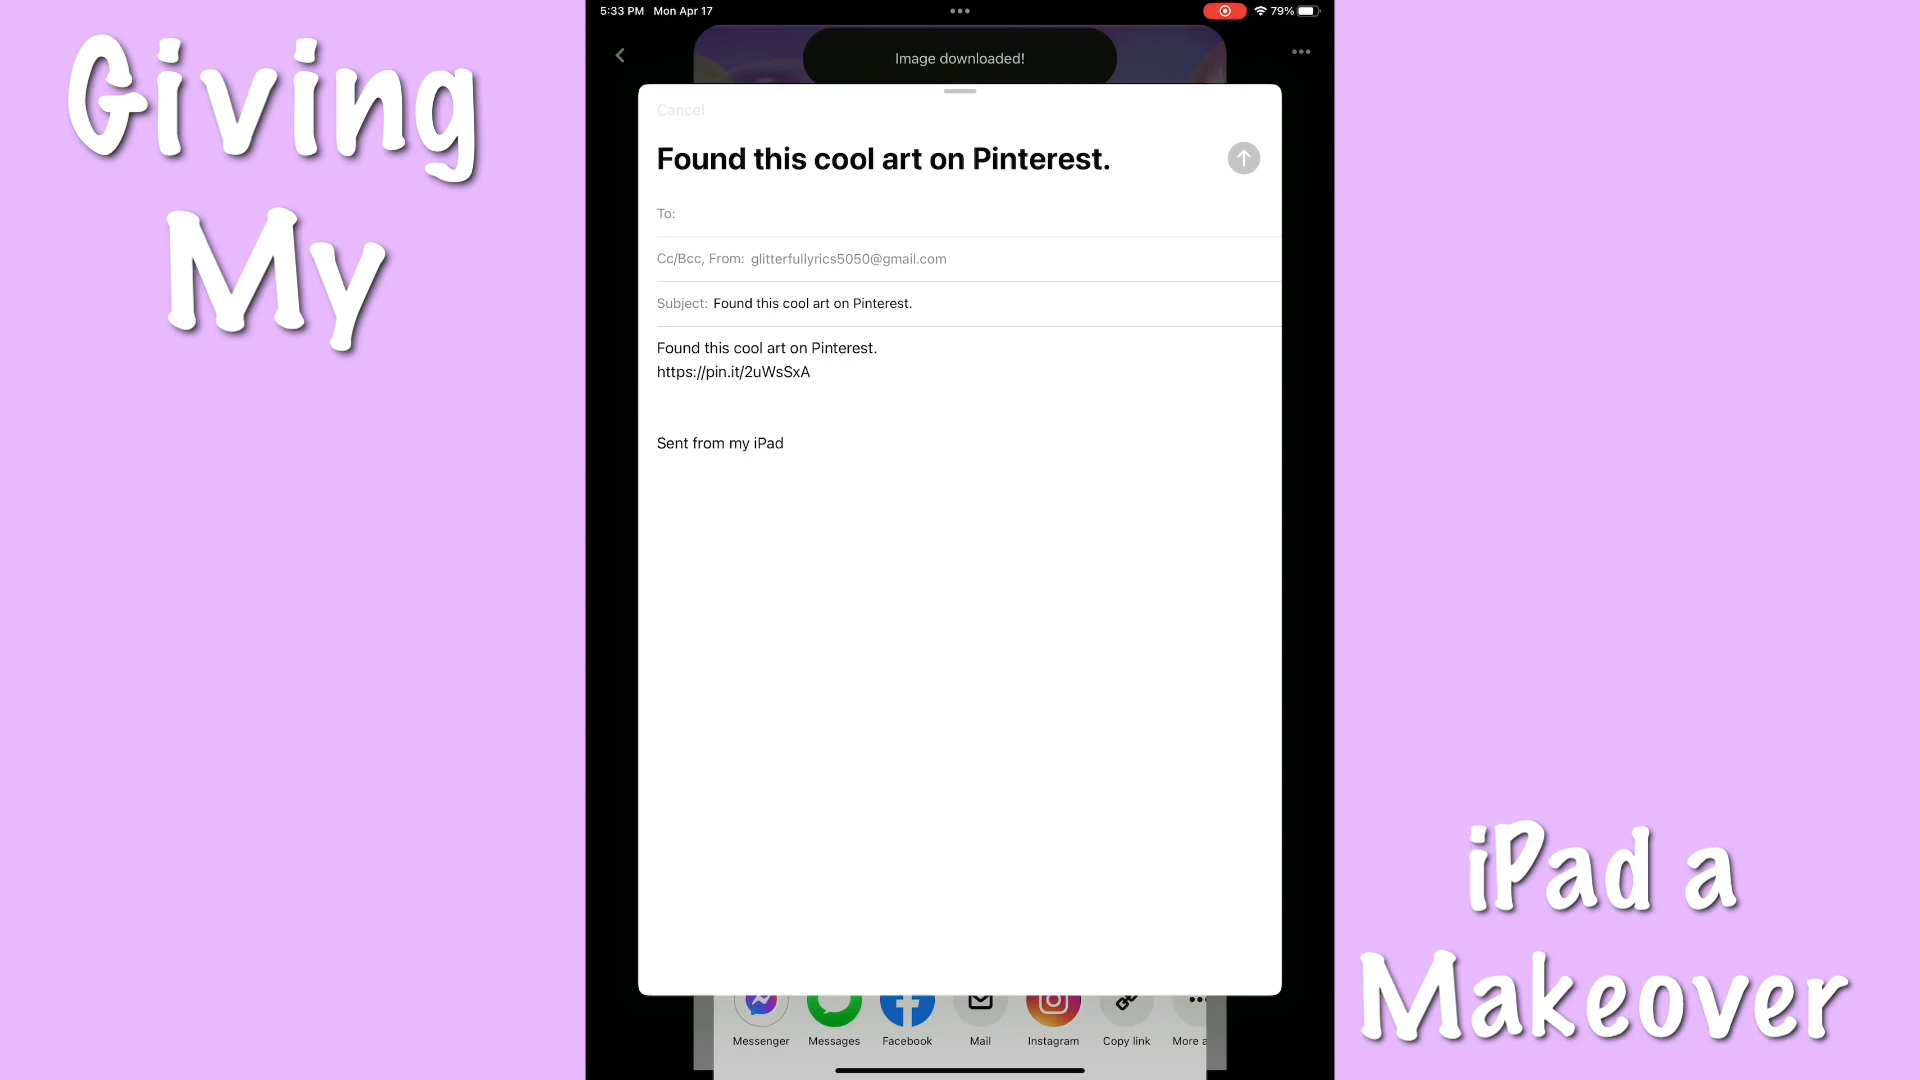 Giving
My
5:33 PM Mon Apr 17
79%
Image downloaded!
Cancel
Found this cool art on Pinterest.
To:
Cc/Bcc, From: glitterfullyrics5050@gmail.com
Subject: Found this cool art on Pinterest.
Found this cool art on Pinterest.
https://pin.it/2uWsSxA
Sent from my iPad
Messenger Messages Facebook Mail Instagram Copy link More a
iPad a
Makeover